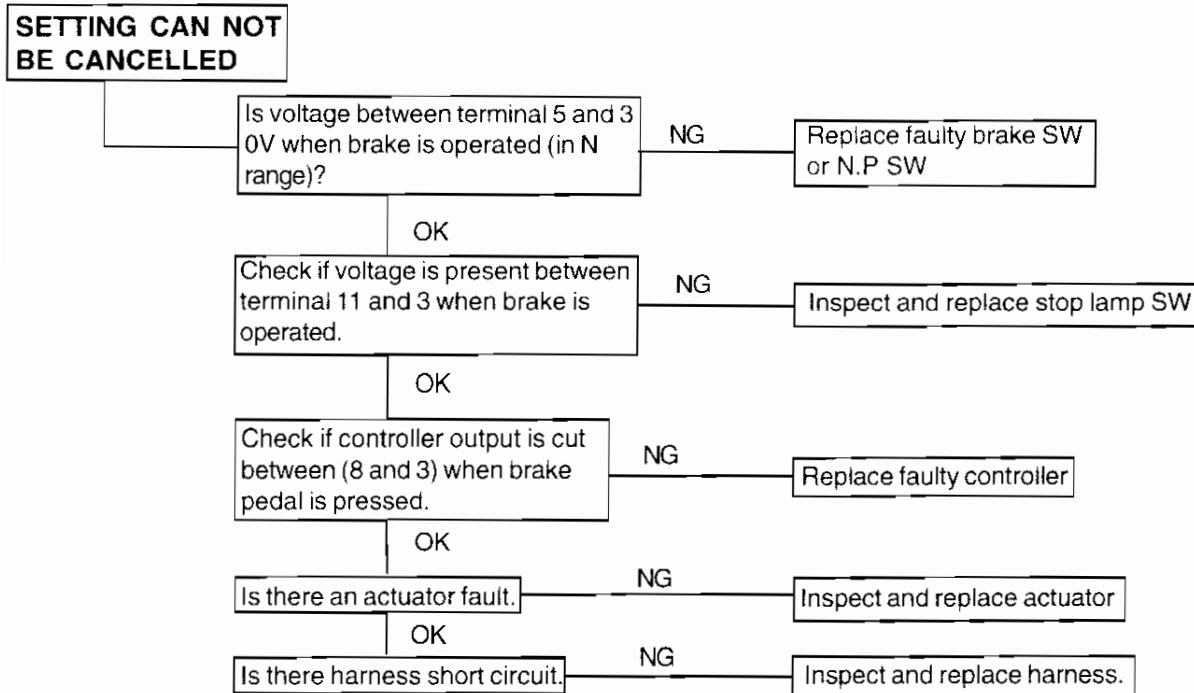 SETTING CAN NOT
BE CANCELLED
Is voltage between terminal 5 and 3
0V when brake is operated (in N
range)?
NG
Replace faulty brake SW
or N.P SW
OK
Check if voltage is present between
terminal 11 and 3 when brake is
operated.
NG
Inspect and replace stop lamp SW
OK
Check if controller output is cut
between (8 and 3) when brake
pedal is pressed.
NG
Replace faulty controller
OK
Is there an actuator fault.
NG
Inspect and replace actuator
OK
Is there harness short circuit.
NG
Inspect and replace harness.